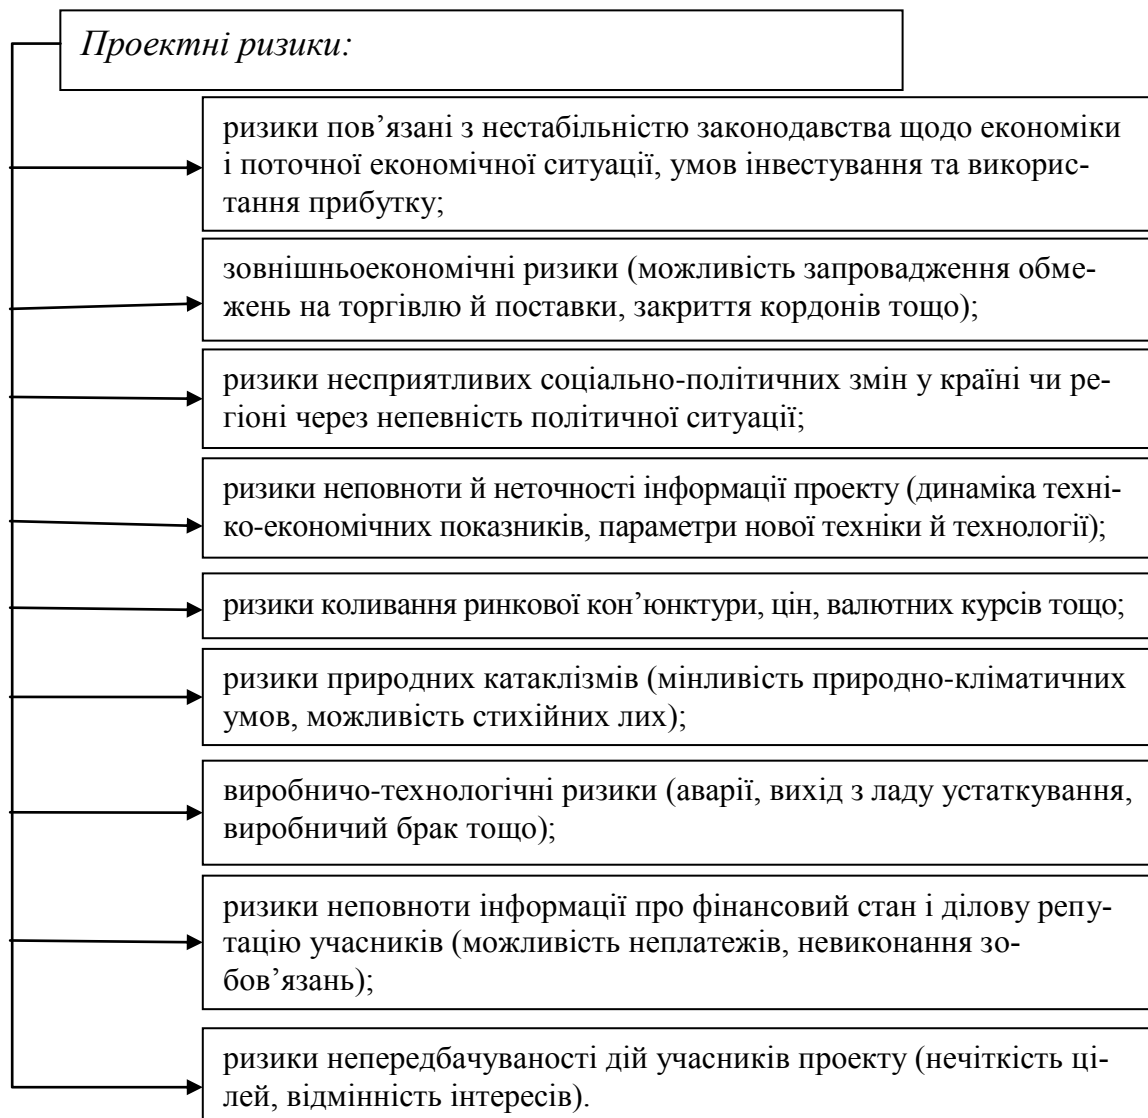 Проектні ризики:
ризики пов’язані з нестабільністю законодавства щодо економіки
і поточної економічної ситуації, умов інвестування та викорис-
тання прибутку;
зовнішньоекономічні ризики (можливість запровадження обме-
жень на торгівлю й поставки, закриття кордонів тощо);
ризики несприятливих соціально-політичних змін у країні чи ре-
гіоні через непевність політичної ситуації;
ризики неповноти й неточності інформації проекту (динаміка техні-
ко-економічних показників, параметри нової техніки й технології);
ризики коливання ринкової кон’юнктури, цін, валютних курсів тощо;
ризики природних катаклізмів (мінливість природно-кліматичних
умов, можливість стихійних лих);
виробничо-технологічні ризики (аварії, вихід з ладу устаткування,
виробничий брак тощо);
ризики неповноти інформації про фінансовий стан і ділову репу-
тацію учасників (можливість неплатежів, невиконання зо-
бов’язань);
ризики непередбачуваності дій учасників проекту (нечіткість ці-
лей, відмінність інтересів).